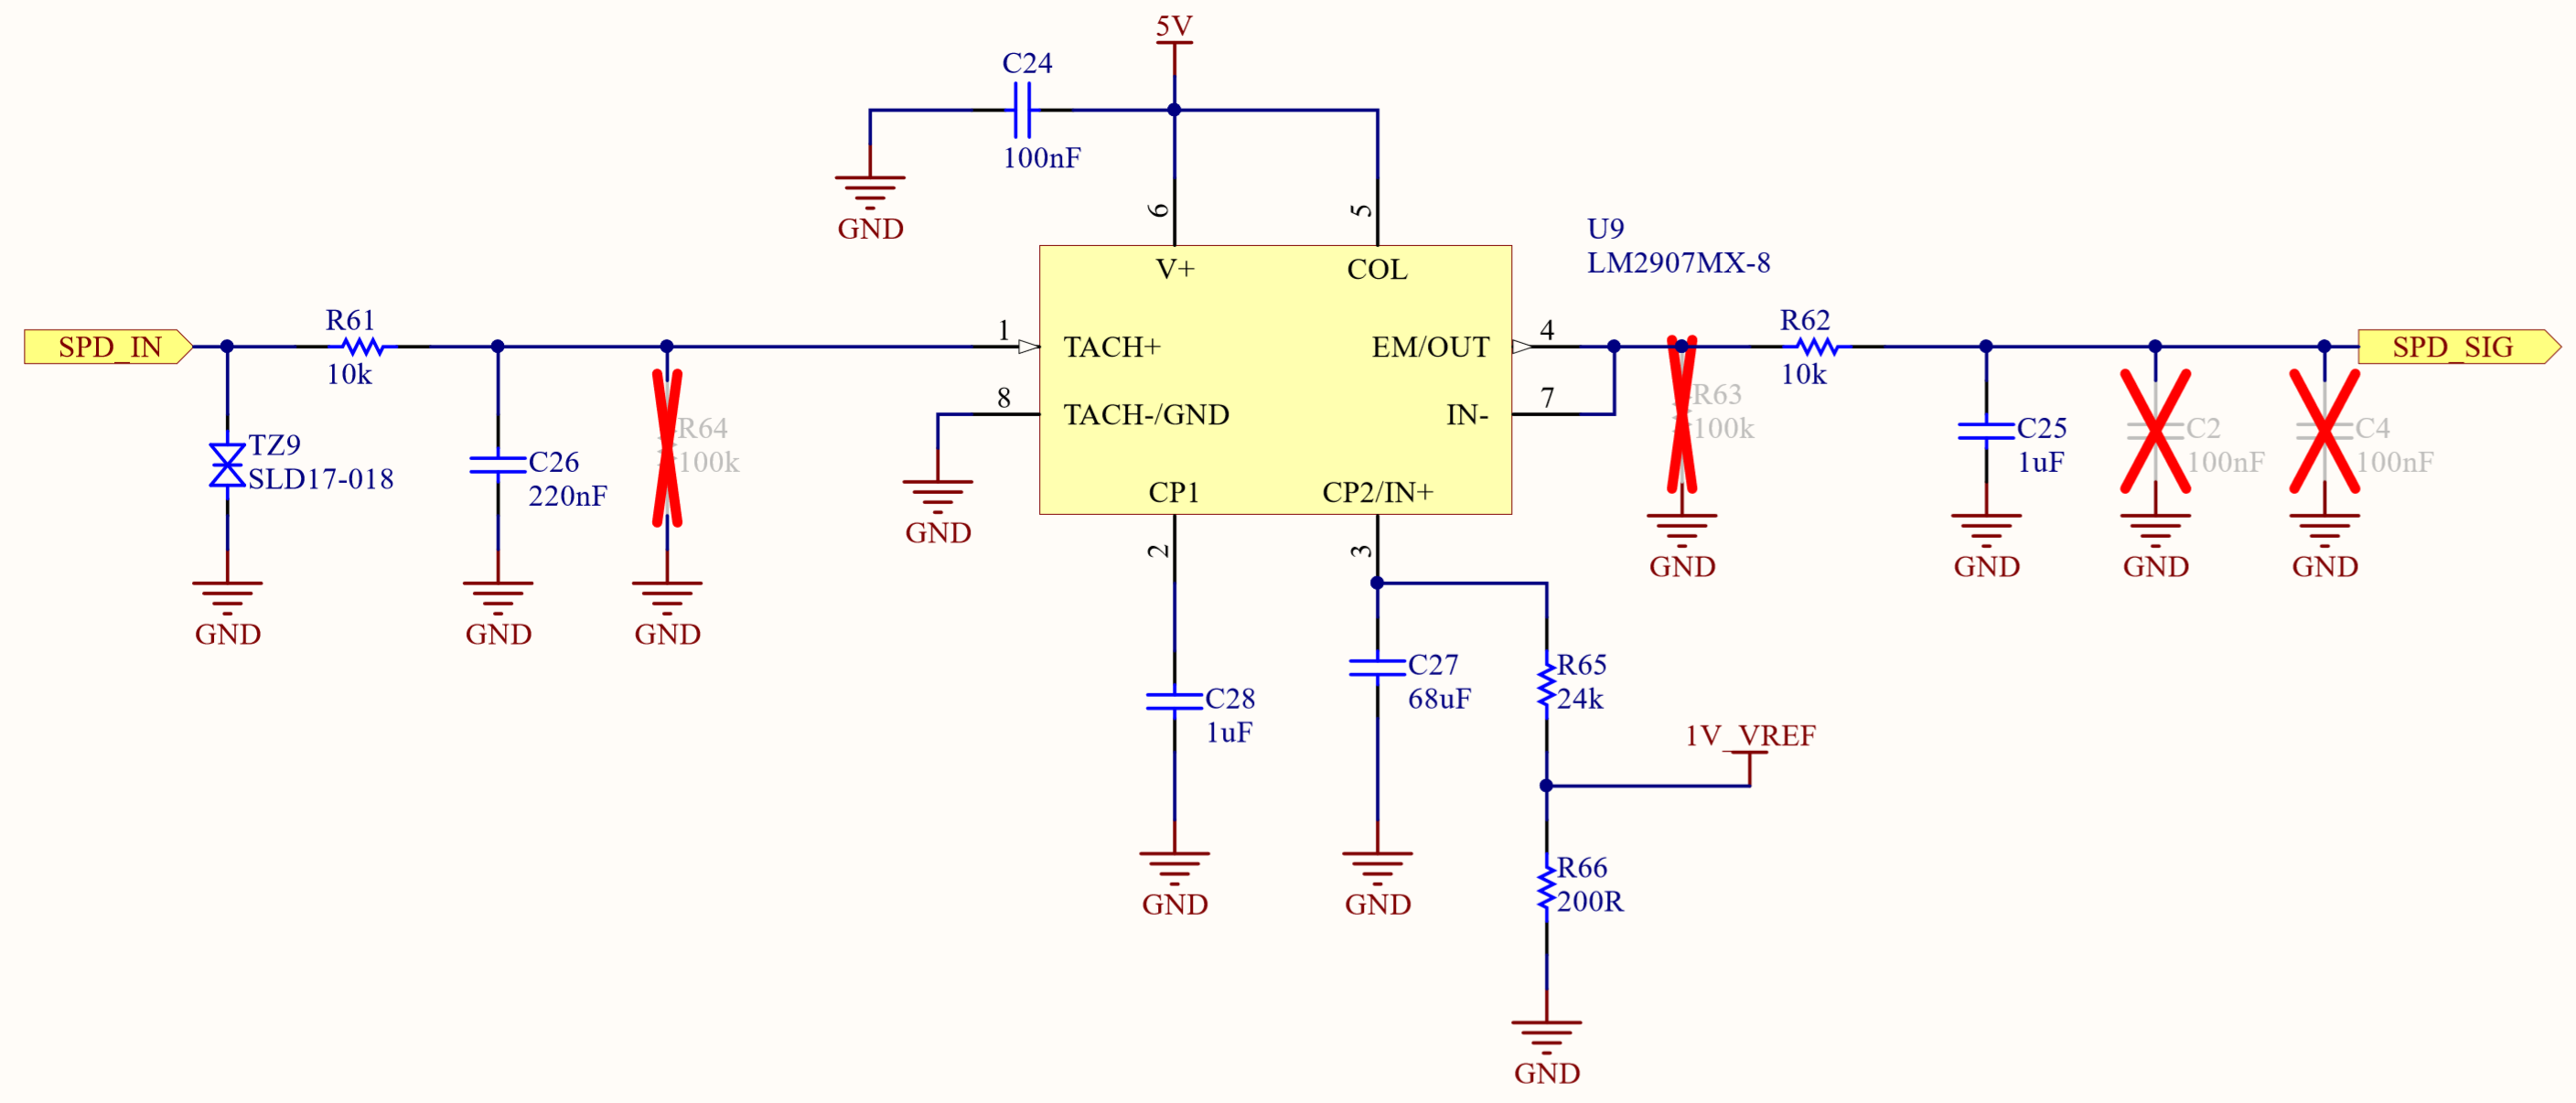 5V
C24
100nF
GND
6
5
U9
LM2907MX-8
V+
COL
SPD_IN
R61
10k
1
TACH+
EM/OUT
4
R62
10k
SPD_SIG
8
TACH-/GND
IN-
7
R63
100k
R64
100k
TZ9
SLD17-018
C26
220nF
C25
1uF
C2
100nF
C4
100nF
CP1
CP2/IN+
GND
GND
GND
GND
GND
2
3
GND
GND
GND
C28
1uF
C27
68uF
R65
24k
1V_VREF
R66
200R
GND
GND
GND